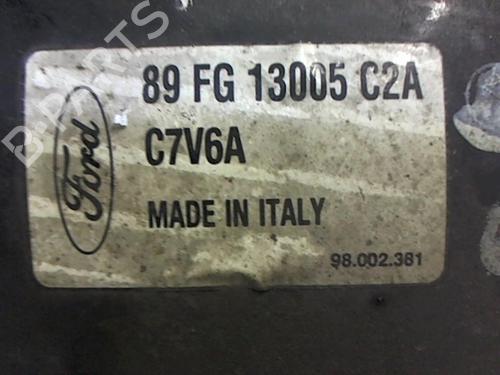 89 FG 13005 C2A
C7V6A
Ford
MADE IN ITALY
98.002.381
B-PARTS